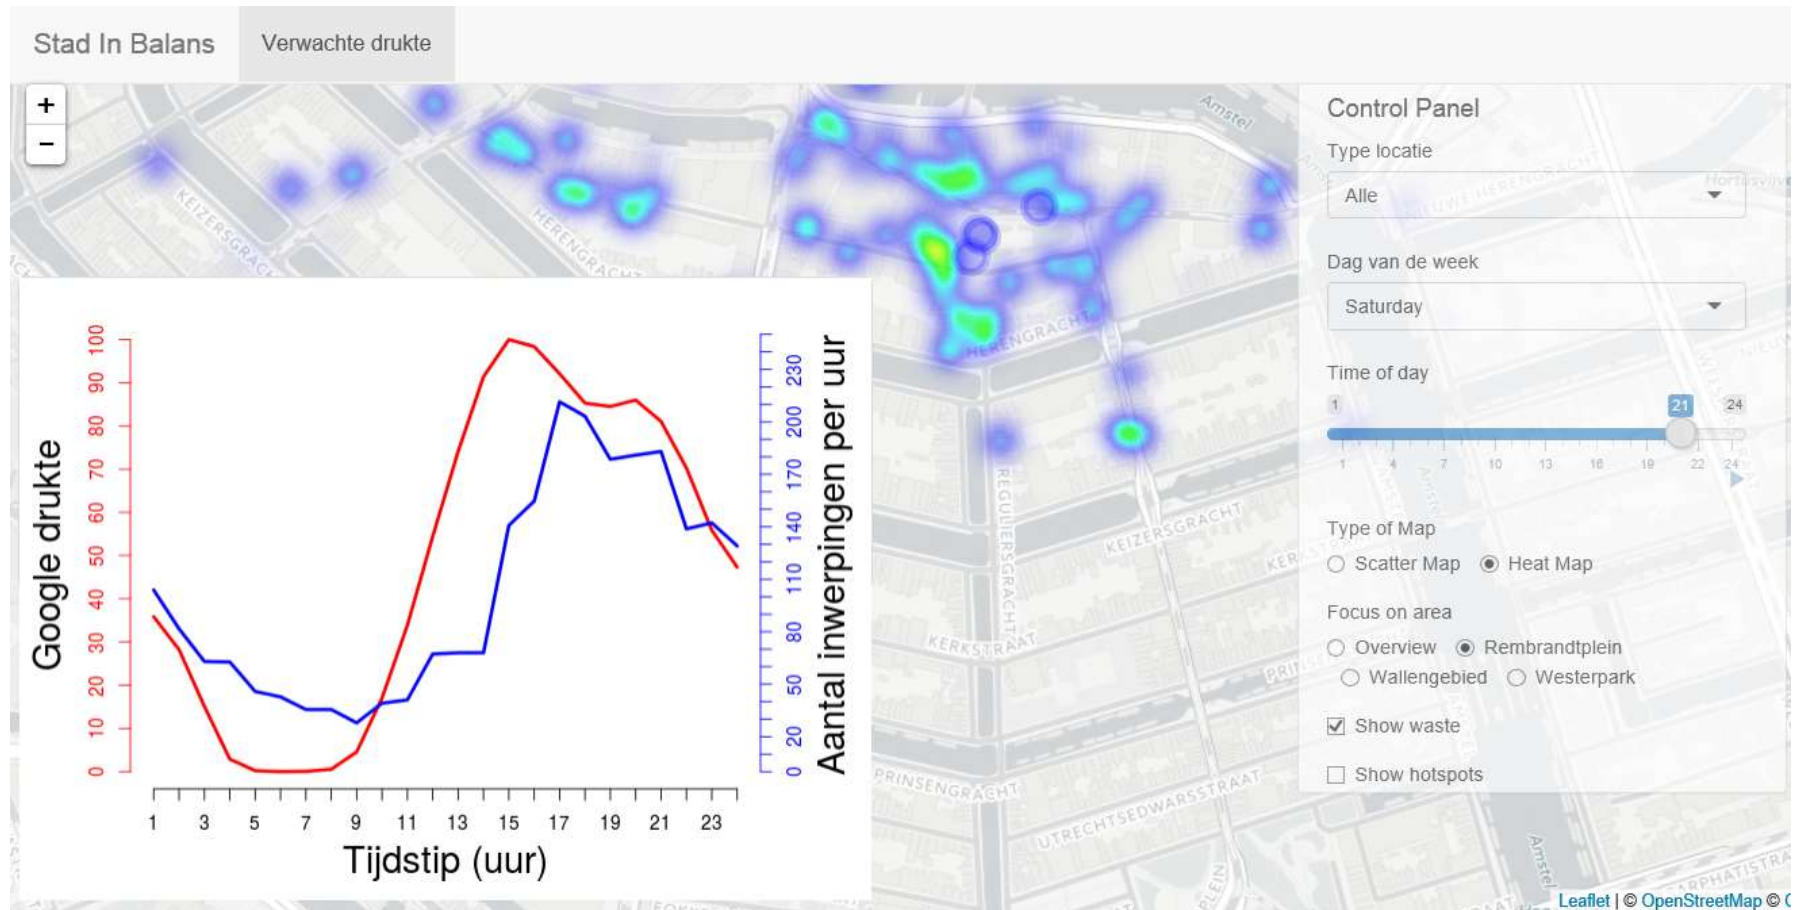 Stad In Balans Verwachte drukte
+
−
Amstel
KEIZERSGRACHT
HERENGRACHT
HERENGRACHT
REGULIERSGRACHT
KEIZERSGRACHT
KERKSTRAAT
PRINSENGRACHT
UTRECHTSEDWARSSTRAAT
Amstel
Google drukte
0 10 20 30 40 50 60 70 80 90 100
0 20 50 80 110 140 170 200 230
Aantal inwerpingen per uur
1 3 5 7 9 11 13 15 17 19 21 23
Tijdstip (uur)
Control Panel
Type locatie
Alle
NIEUWE HERENGRACHT
Dag van de week
Saturday
Time of day
1 21 24
1 4 7 10 13 16 19 22 24
Type of Map
Scatter Map Heat Map
Focus on area
Overview Rembrandtplein
Wallengebied Westerpark
Show waste
Show hotspots
Leaflet | © OpenStreetMap ©